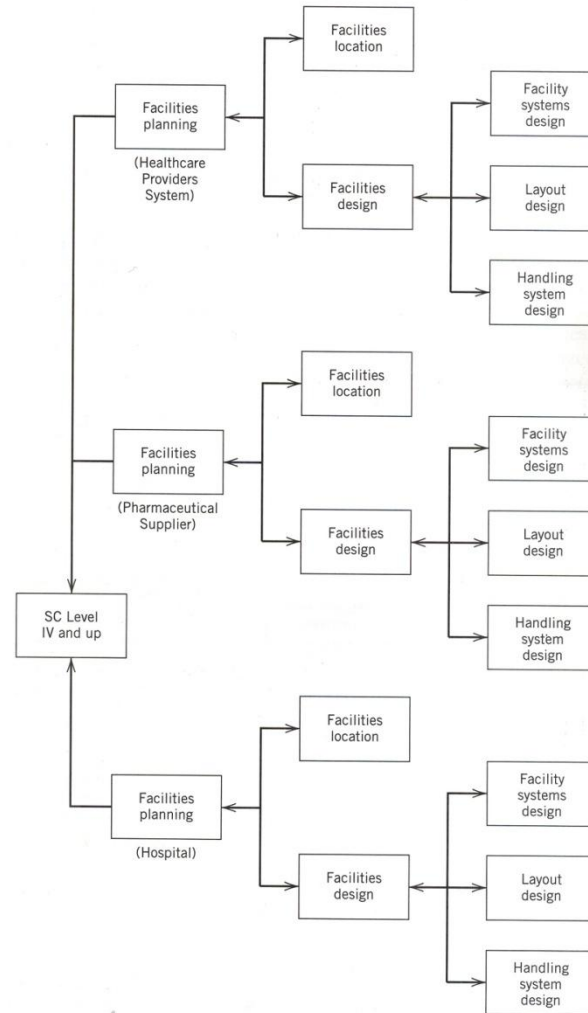 Facilities
location
Facilities
planning
(Healthcare
Providers
System)
Facility
systems
design
Facilities
design
Layout
design
Handling
system
design
Facilities
location
Facilities
planning
(Pharmaceutical
Supplier)
Facility
systems
design
Facilities
design
Layout
design
Handling
system
design
SC Level
IV and up
Facilities
location
Facilities
planning
(Hospital)
Facility
systems
design
Facilities
design
Layout
design
Handling
system
design